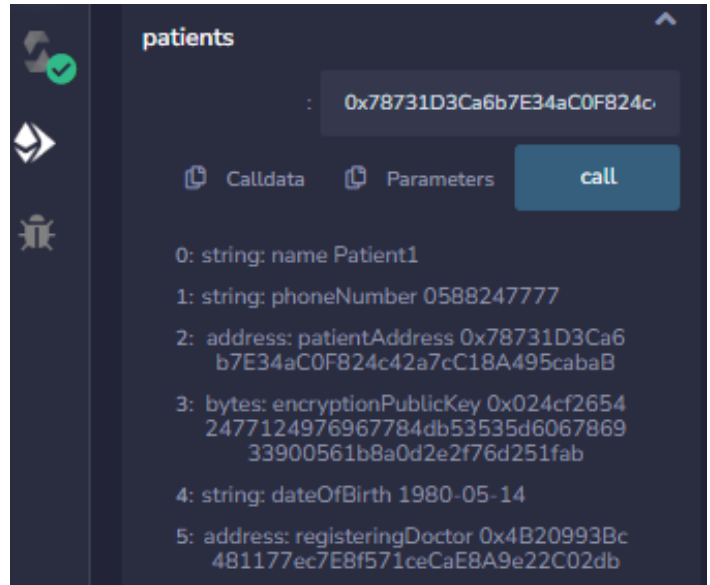 patients
: 0x78731D3Ca6b7E34aC0F824c
Calldata Parameters call
0: string: name Patient1
1: string: phoneNumber 0588247777
2: address: patientAddress 0x78731D3Ca6
b7E34aC0F824c42a7cC18A495cabaB
3: bytes: encryptionPublicKey 0x024cf2654
2477124976967784db53535d6067869
33900561b8a0d2e2f76d251fab
4: string: dateOfBirth 1980-05-14
5: address: registeringDoctor 0x4B20993Bc
481177ec7E8f571ceCaE8A9e22C02db